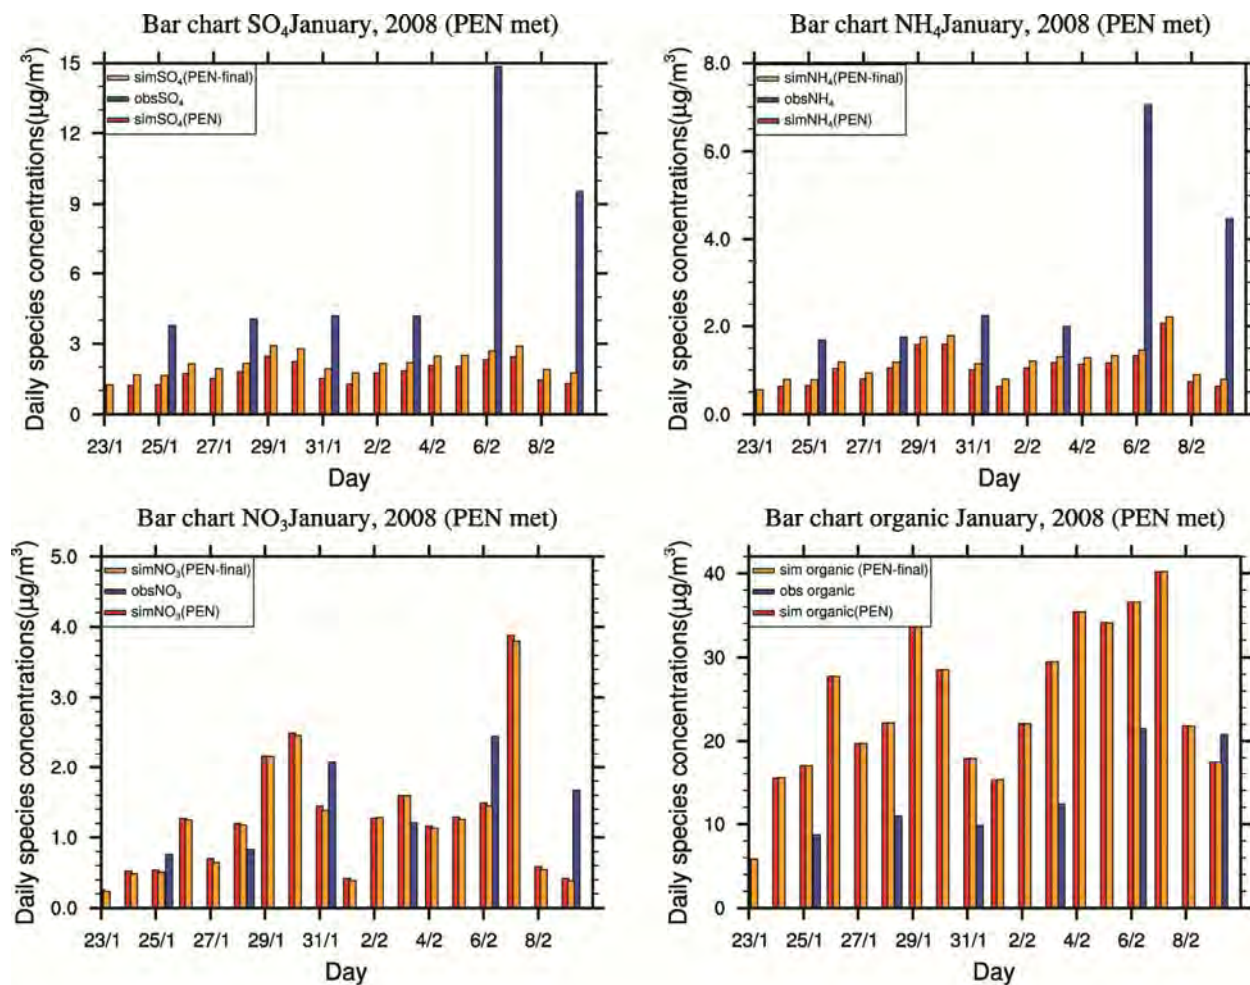 Bar chart SO₄January, 2008 (PEN met)
Daily species concentrations(μg/m³)
15
12
9
6
3
0
simSO₄(PEN-final)
obsSO₄
simSO₄(PEN)
23/1 25/1 27/1 29/1 31/1 2/2 4/2 6/2 8/2
Day
Bar chart NH₄January, 2008 (PEN met)
Daily species concentrations(μg/m³)
8.0
6.0
4.0
2.0
0.0
simNH₄(PEN-final)
obsNH₄
simNH₄(PEN)
23/1 25/1 27/1 29/1 31/1 2/2 4/2 6/2 8/2
Day
Bar chart NO₃January, 2008 (PEN met)
Daily species concentrations(μg/m³)
5.0
4.0
3.0
2.0
1.0
0.0
simNO₃(PEN-final)
obsNO₃
simNO₃(PEN)
23/1 25/1 27/1 29/1 31/1 2/2 4/2 6/2 8/2
Day
Bar chart organic January, 2008 (PEN met)
Daily species concentrations(μg/m³)
40
30
20
10
0
sim organic (PEN-final)
obs organic
sim organic(PEN)
23/1 25/1 27/1 29/1 31/1 2/2 4/2 6/2 8/2
Day